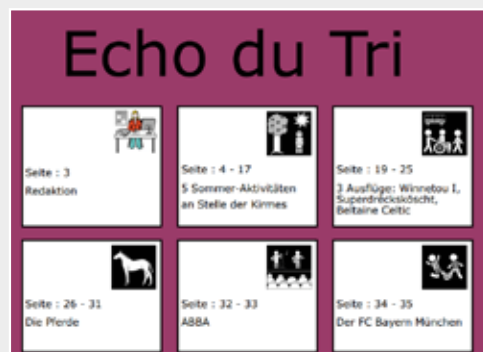 Echo du Tri
Seite : 3
Redaktion
Seite : 4 - 17
5 Sommer-Aktivitäten
an Stelle der Kirmes
Seite : 19 - 25
3 Ausflüge: Winnetou I,
Superdreckskëscht,
Beltaine Celtic
Seite : 26 - 31
Die Pferde
Seite : 32 - 33
ABBA
Seite : 34 - 35
Der FC Bayern München